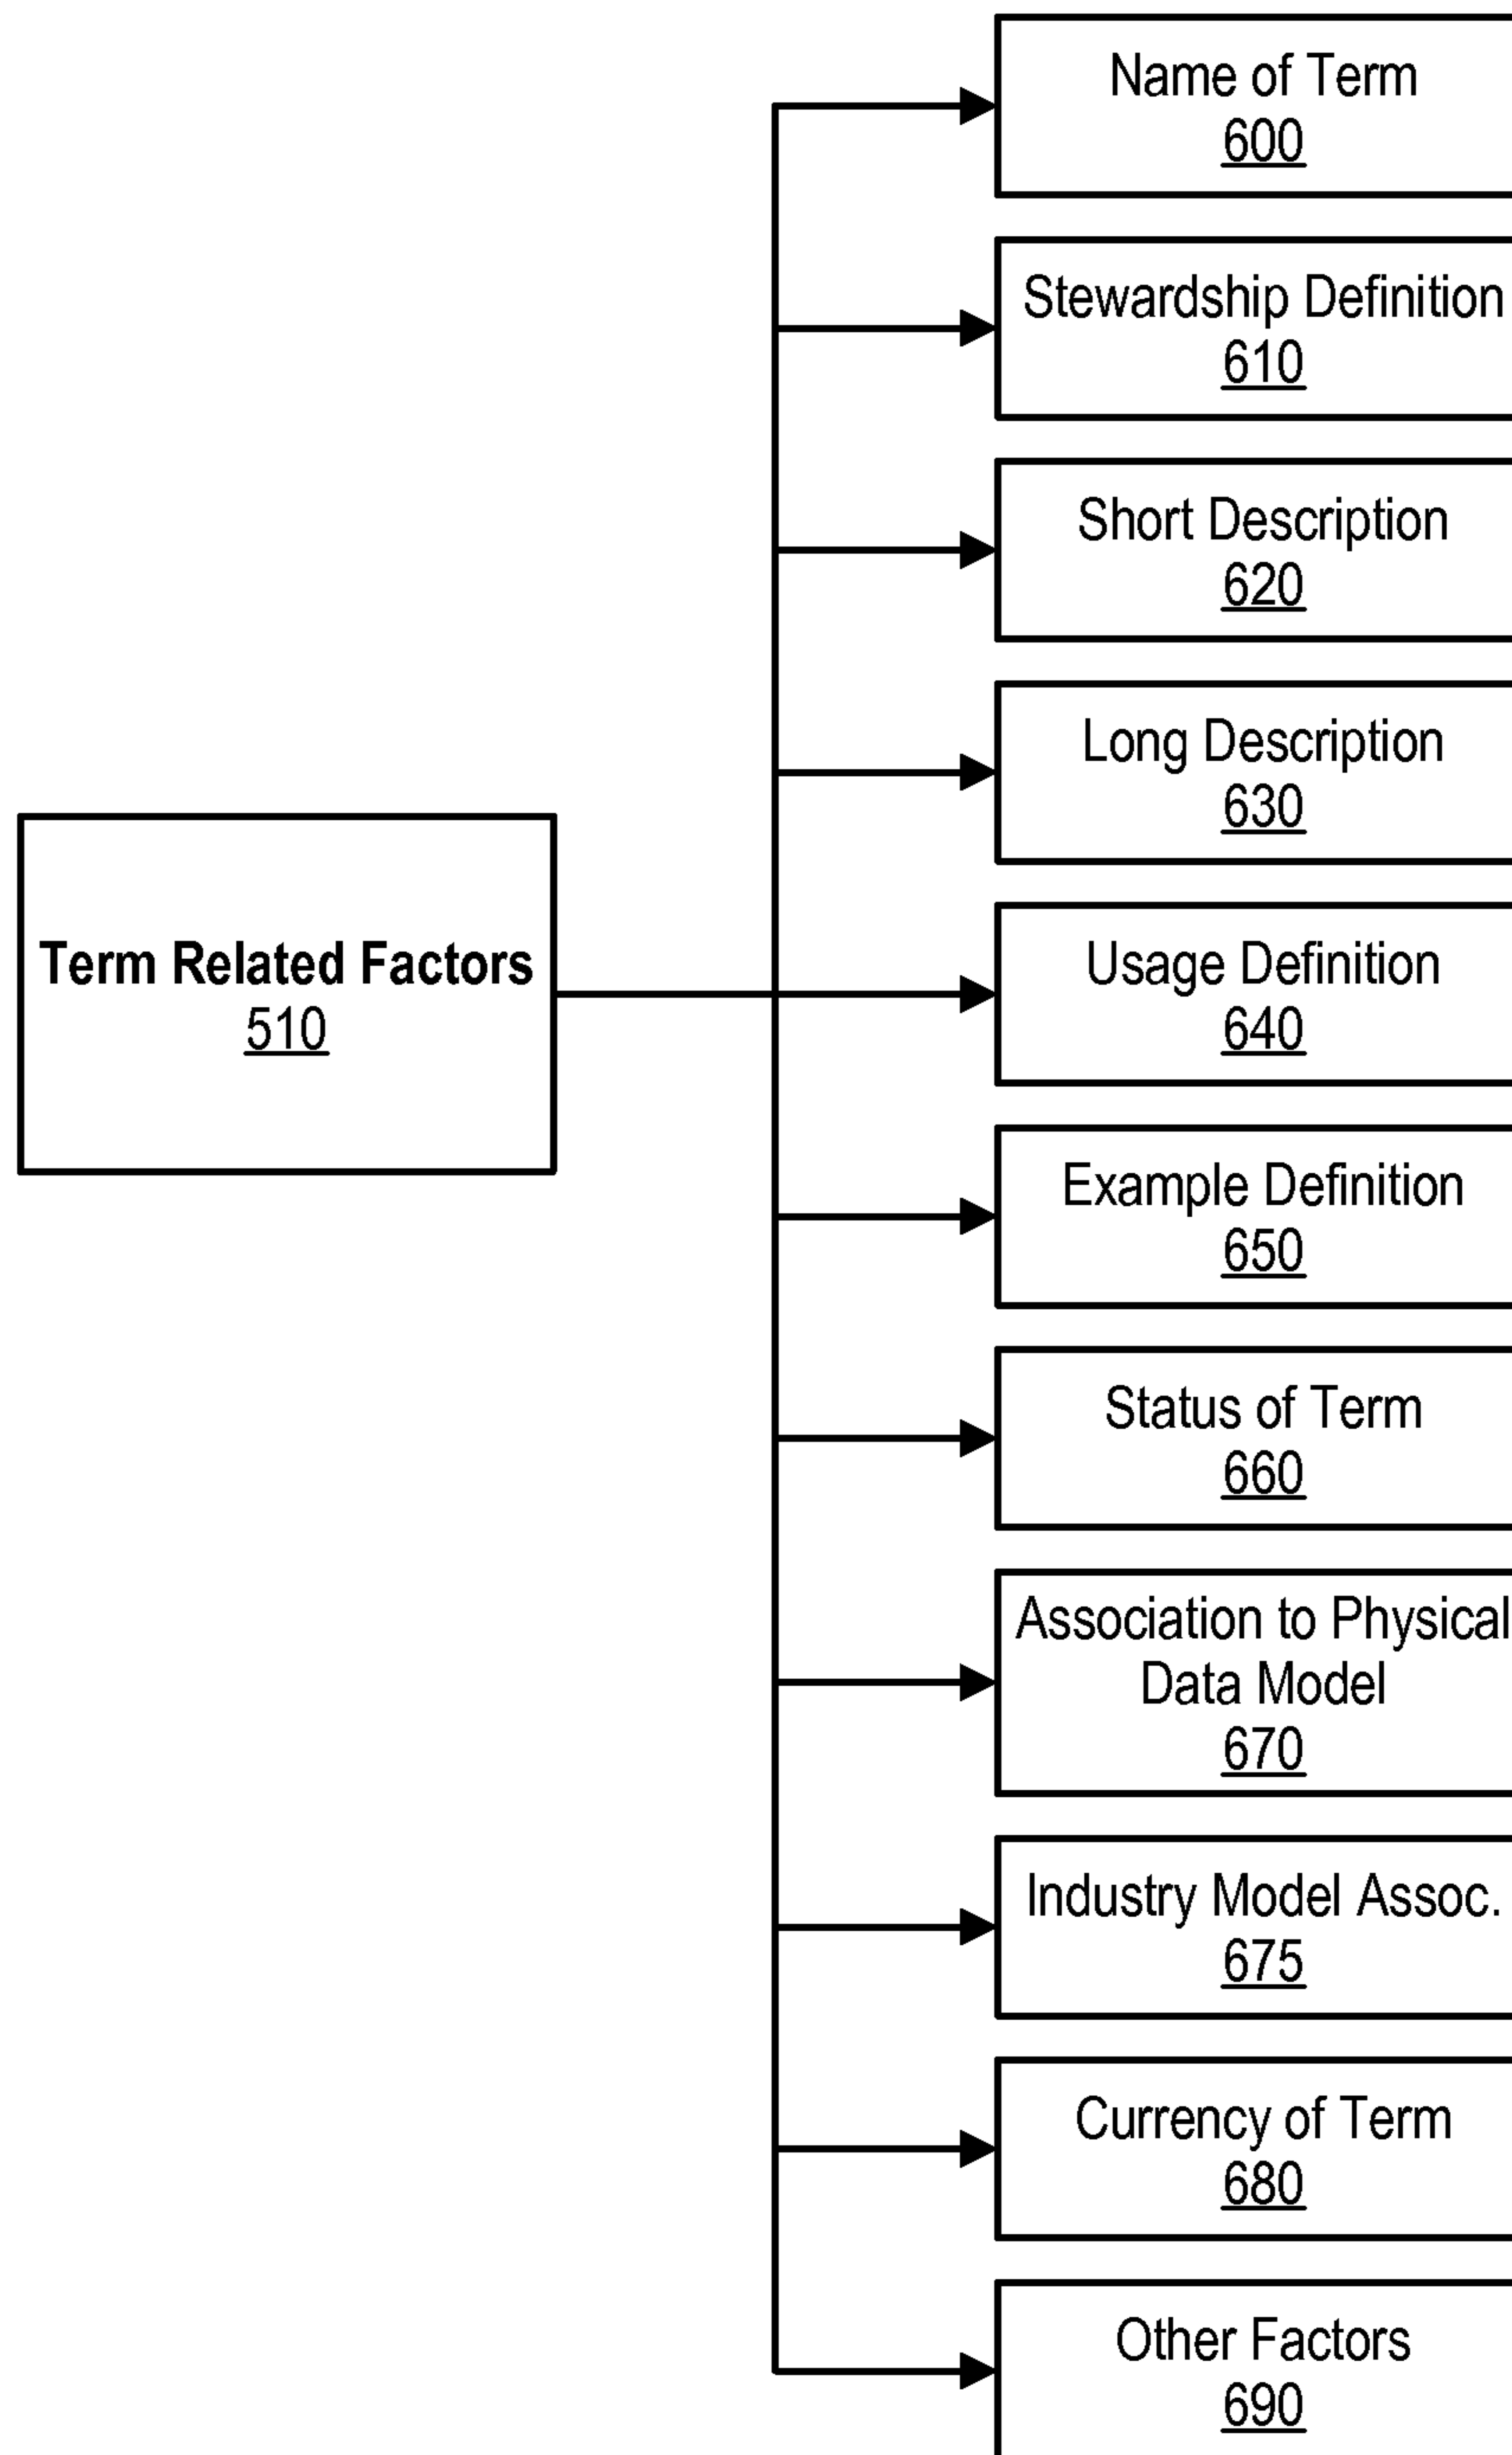 Name of Term
600
Stewardship Definition
610
Short Description
620
Long Description
630
Term Related Factors
510
Usage Definition
640
Example Definition
650
Status of Term
660
Association to Physical
Data Model
670
Industry Model Assoc.
675
Currency of Term
680
Other Factors
690